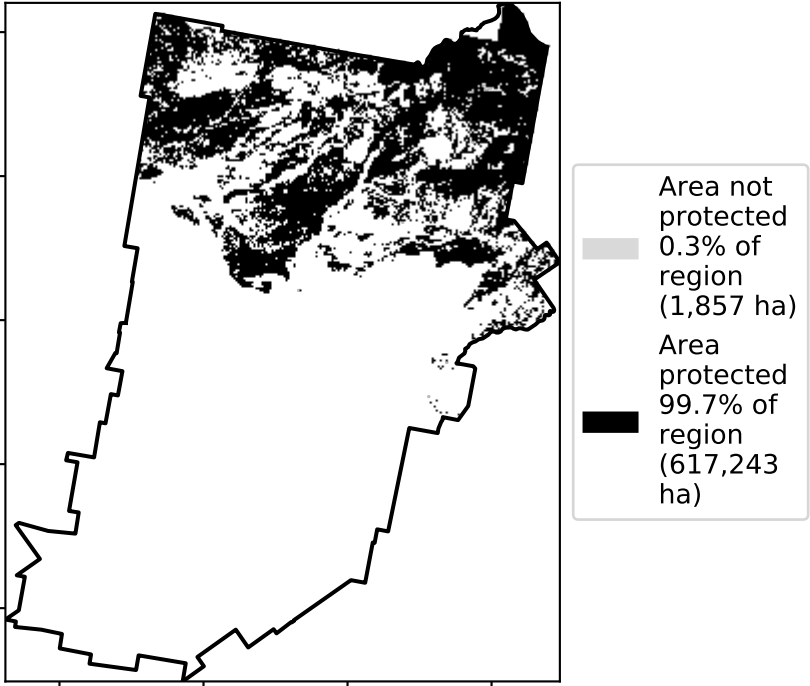 Area not
protected
0.3% of
region
(1,857 ha)
Area
protected
99.7% of
region
(617,243
ha)